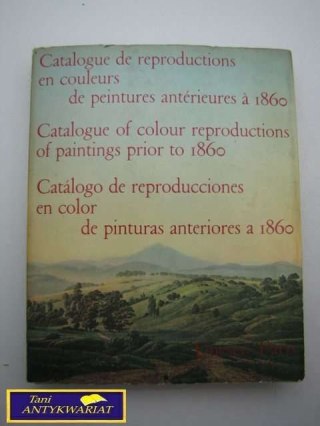 Catalogue de reproductions
en couleurs
de peintures antérieures à 1860
Catalogue of colour reproductions
of paintings prior to 1860
Catálogo de reproducciones
en color
de pinturas anteriores a 1860
Tani
ANTYKWARIAT